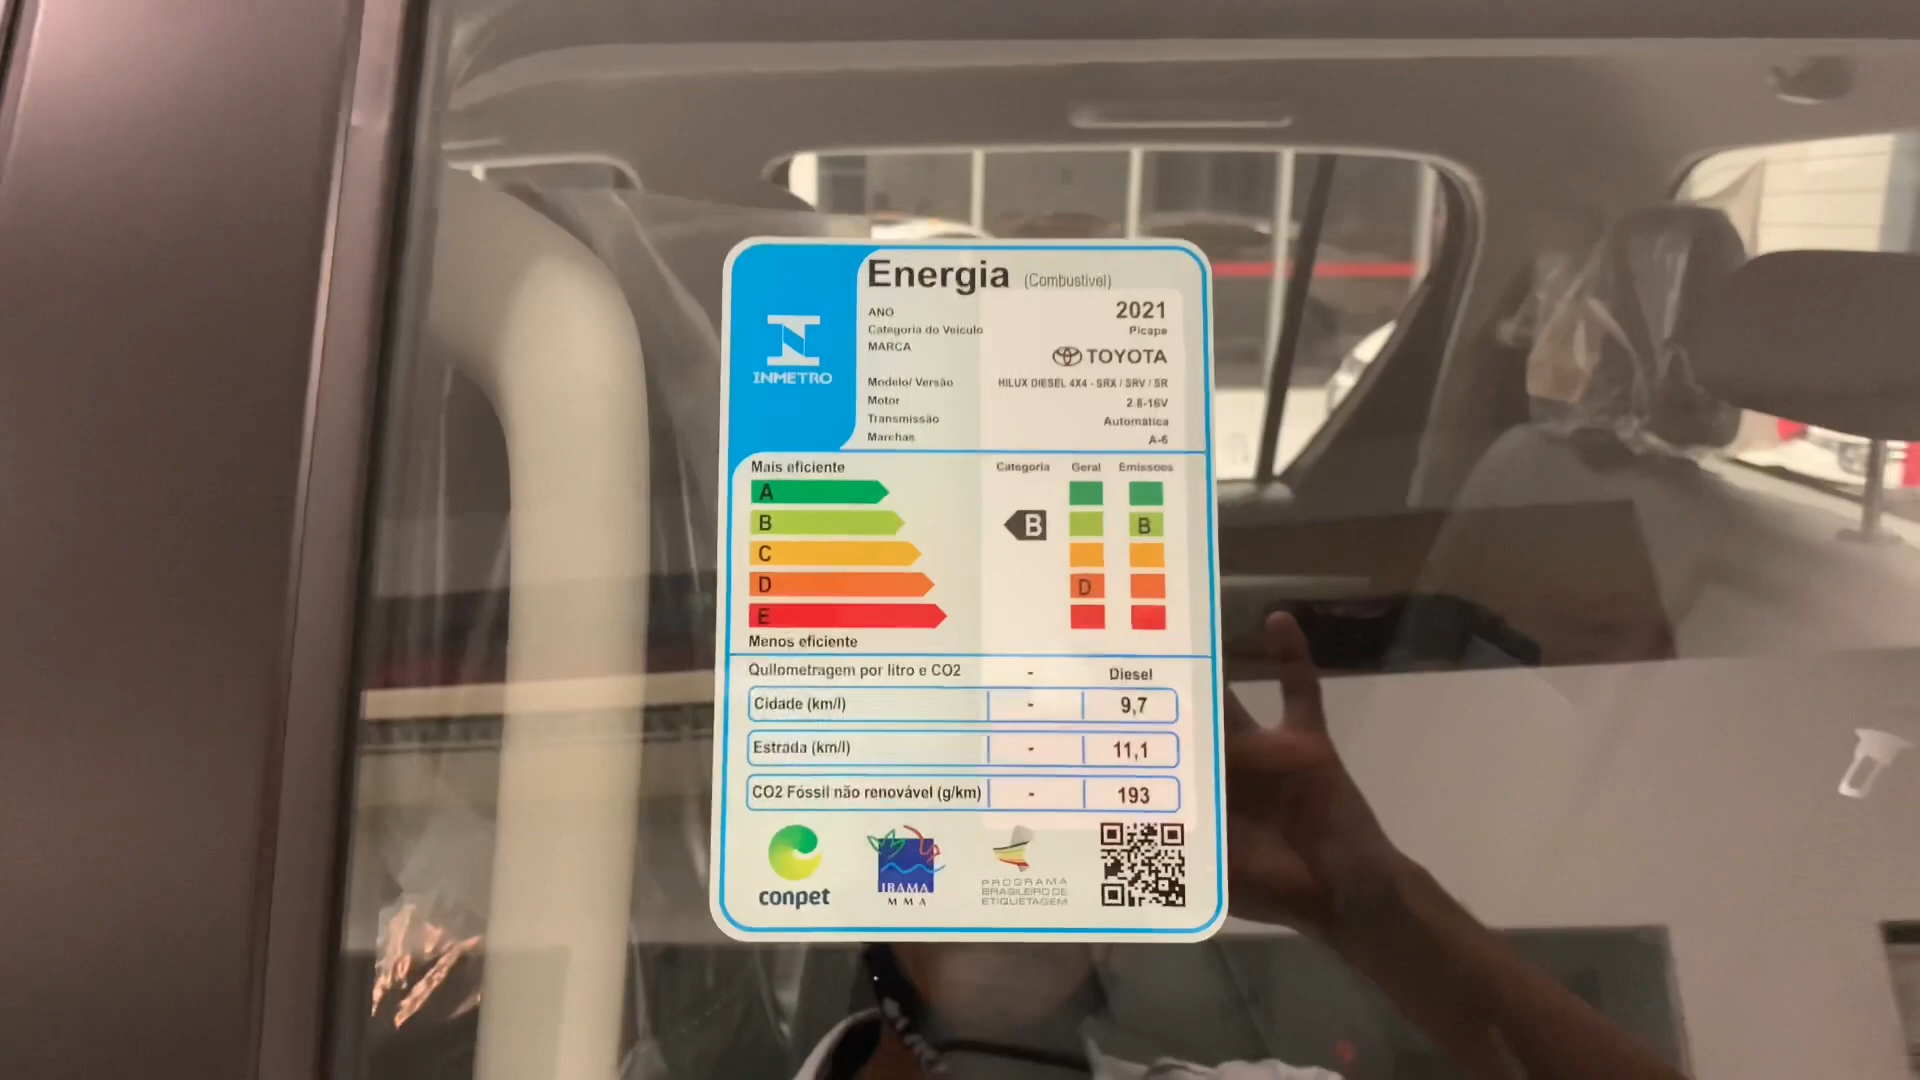 Energia (Combustível)
INMETRO
ANO 2021
Categoria do Veículo Picape
MARCA TOYOTA
Modelo/ Versão HILUX DIESEL 4X4 - SRX / SRV / SR
Motor 2.8-16V
Transmissão Automática
Marchas A-6
Mais eficiente Categoria Geral Emissões
A
B B B
C
D D
E
Menos eficiente
Quilometragem por litro e CO2 - Diesel
Cidade (km/l) - 9,7
Estrada (km/l) - 11,1
CO2 Fóssil não renovável (g/km) - 193
conpet
IBAMA
M M A
PROGRAMA
BRASILEIRO DE
ETIQUETAGEM